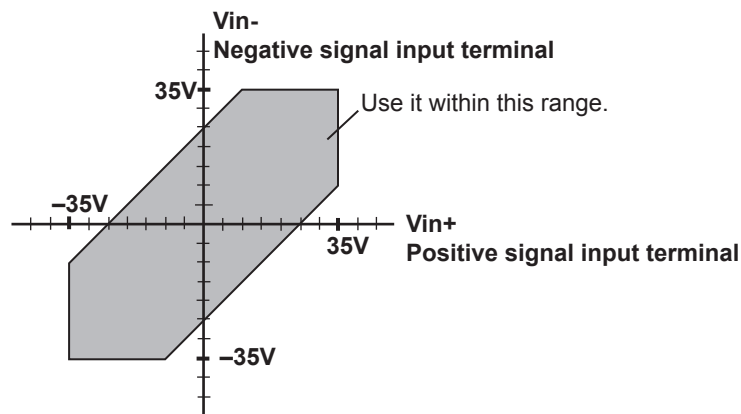 Vin-
Negative signal input terminal
35V
Use it within this range.
–35V
Vin+
35V
Positive signal input terminal
–35V